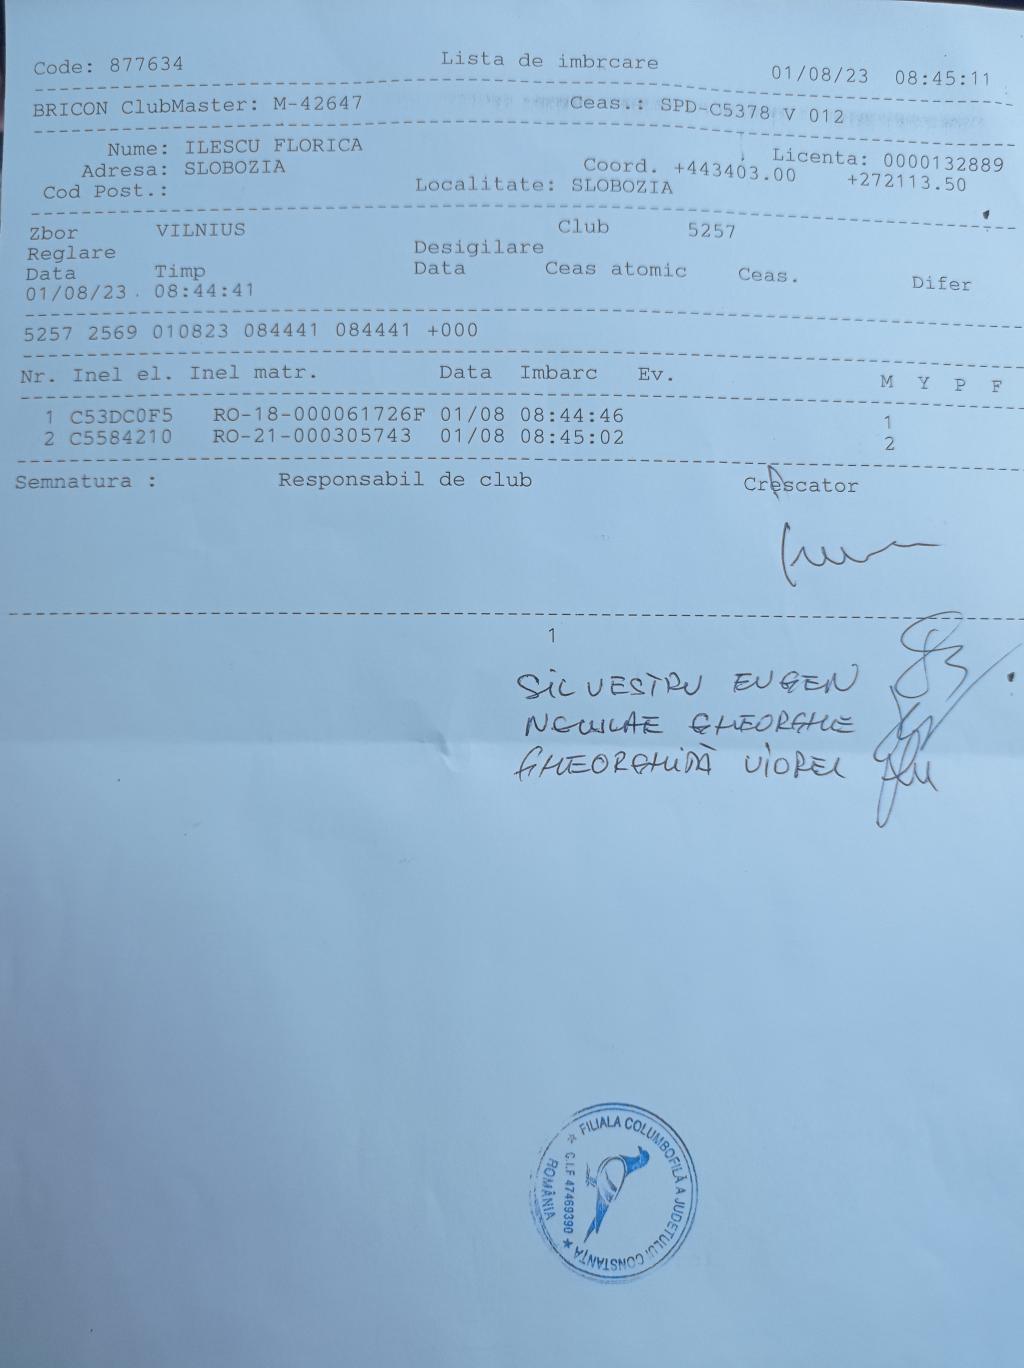 Code: 877634 Lista de imbrcare 01/08/23 08:45:11
BRICON ClubMaster: M-42647 Ceas.: SPD-C5378 V 012
Nume: ILESCU FLORICA Licenta: 0000132889
Adresa: SLOBOZIA Coord. +443403.00 +272113.50
Cod Post.: Localitate: SLOBOZIA
Zbor VILNIUS Club 5257
Reglare Desigilare
Data Timp Data Ceas atomic Ceas. Difer
01/08/23 08:44:41
5257 2569 010823 084441 084441 +000
Nr. Inel el. Inel matr. Data Imbarc Ev. M Y P F
1 C53DC0F5 RO-18-000061726F 01/08 08:44:46 1
2 C5584210 RO-21-000305743 01/08 08:45:02 2
Semnatura : Responsabil de club Crescator
1
SILVESTRU EUGEN
GHEORGHE
GHEORGHIȚĂ VIOREL
FILIALA COLUMBOFILĂ A JUDEȚULUI CONSTANȚA
C.I.F 47469390
ROMÂNIA